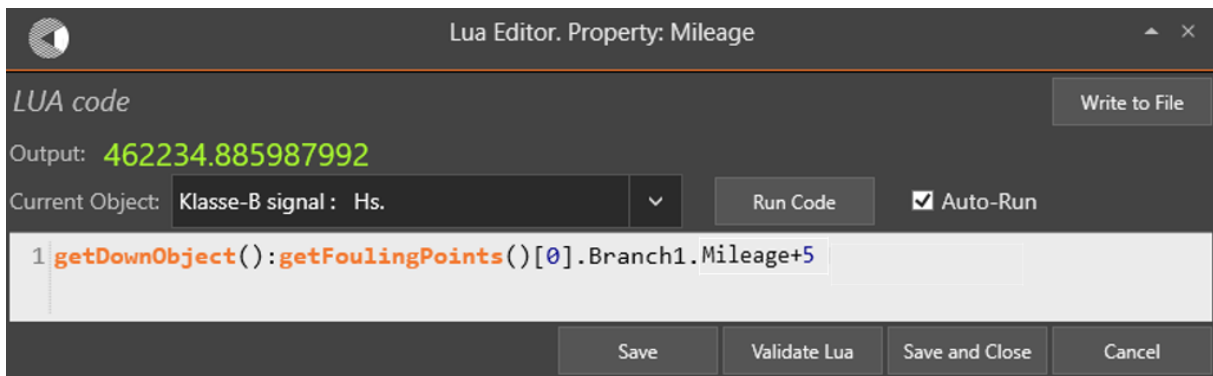 Lua Editor. Property: Mileage
LUA code
Write to File
Output: 462234.885987992
Current Object: Klasse-B signal : Hs. Run Code Auto-Run
1 getDownObject():getFoulingPoints()[0].Branch1.Mileage+5
Save Validate Lua Save and Close Cancel